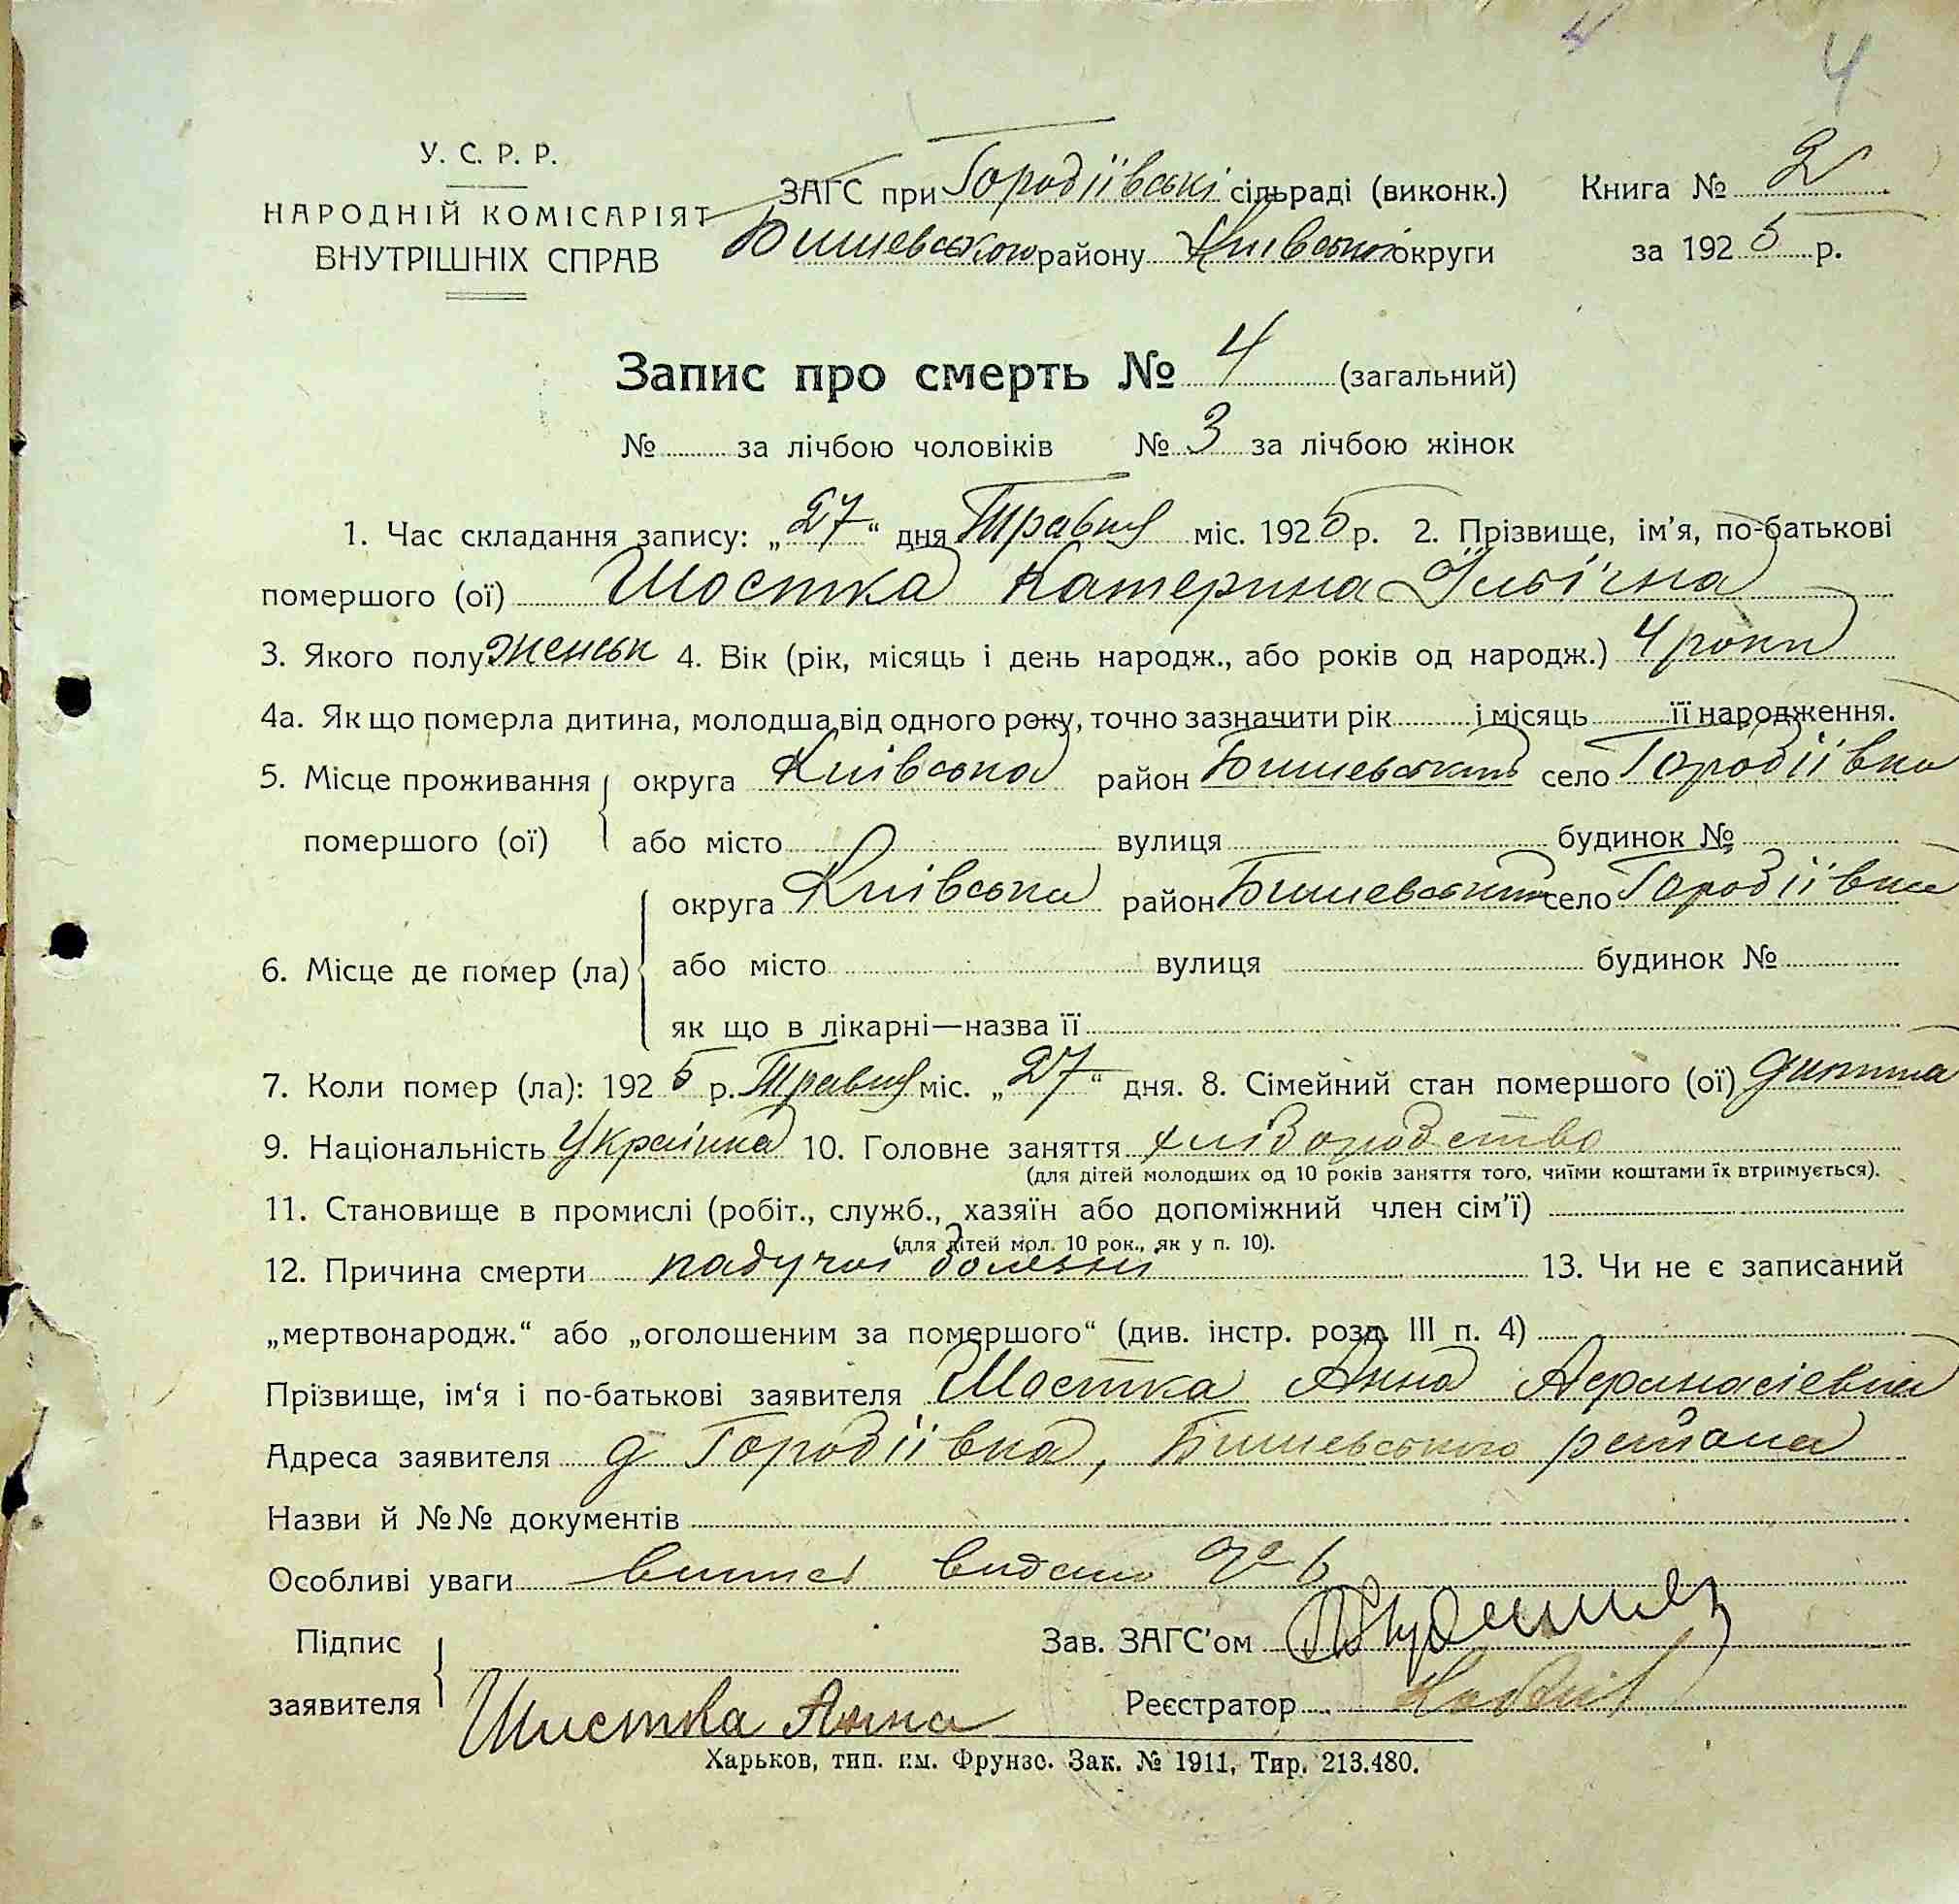 4 4
У. С. Р. Р.
НАРОДНІЙ КОМІСАРІЯТ
ВНУТРІШНІХ СПРАВ
ЗАГС при Городіївські сільраді (виконк.) Книга № 2
Бишевського району Київської округи за 1925 р.
Запис про смерть № 4 (загальний)
№ за лічбою чоловіків № 3 за лічбою жінок
1. Час складання запису: „27“ дня Травня міс. 1925 р. 2. Прізвище, ім'я, по-батькові
помершого (ої) Шостка Катерина Ільїчна
3. Якого полу женськ 4. Вік (рік, місяць і день народж., або років од народж.) 4 роки
4а. Як що померла дитина, молодша від одного року, точно зазначити рік і місяць її народження.
5. Місце проживання округа Київська район Бишевський село Городіївка
помершого (ої) або місто вулиця будинок №
округа Київська район Бишевський село Городіївка
6. Місце де помер (ла) або місто вулиця будинок №
як що в лікарні—назва її
7. Коли помер (ла): 1925 р. Травня міс. „27“ дня. 8. Сімейний стан помершого (ої) дитина
9. Національність Українка 10. Головне заняття хліборобство
(для дітей молодших од 10 років заняття того, чиїми коштами їх втримується).
11. Становище в промислі (робіт., служб., хазяїн або допоміжний член сім'ї)
(для дітей мол. 10 рок., як у п. 10).
12. Причина смерти падучої болезні 13. Чи не є записаний
„мертвонародж.“ або „оголошеним за помершого“ (див. інстр. розд. III п. 4)
Прізвище, ім'я і по-батькові заявителя Шостка Анна Афанасієвна
Адреса заявителя д Городіївка, Бишевського района
Назви й №№ документів
Особливі уваги видано № 6
Підпис Зав. ЗАГС'ом
заявителя Шистка Анна Реєстратор
Харьков, тип. им. Фрунзе. Зак. № 1911, Тир. 213.480.